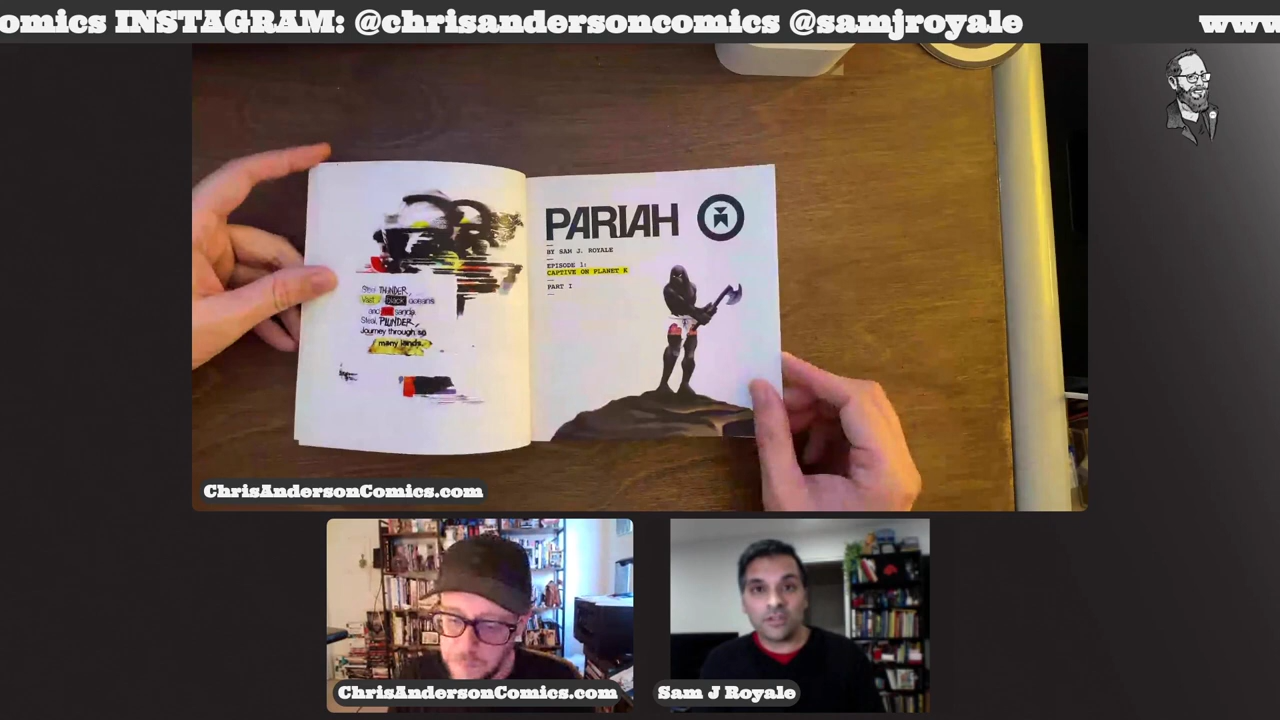 omics INSTAGRAM: @chrisandersoncomics @samjroyale
www
Steal THUNDER,
Vast / black oceans
and red sands.
Steal PLUNDER,
Journey through so
many lands.
PARIAH
BY SAM J. ROYALE
EPISODE 1:
CAPTIVE ON PLANET K
PART I
ChrisAndersonComics.com
ChrisAndersonComics.com
Sam J Royale